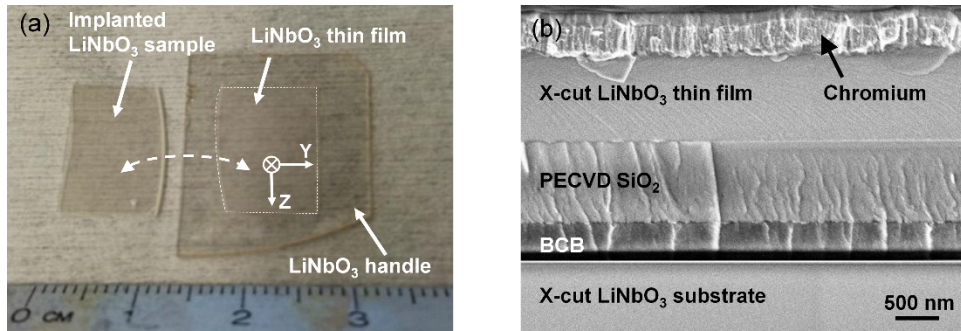 (a)
Implanted
LiNbO₃ sample
LiNbO₃ thin film
Y
Z
LiNbO₃ handle
0 CM 1 2 3
(b)
X-cut LiNbO₃ thin film
Chromium
PECVD SiO₂
BCB
X-cut LiNbO₃ substrate
500 nm